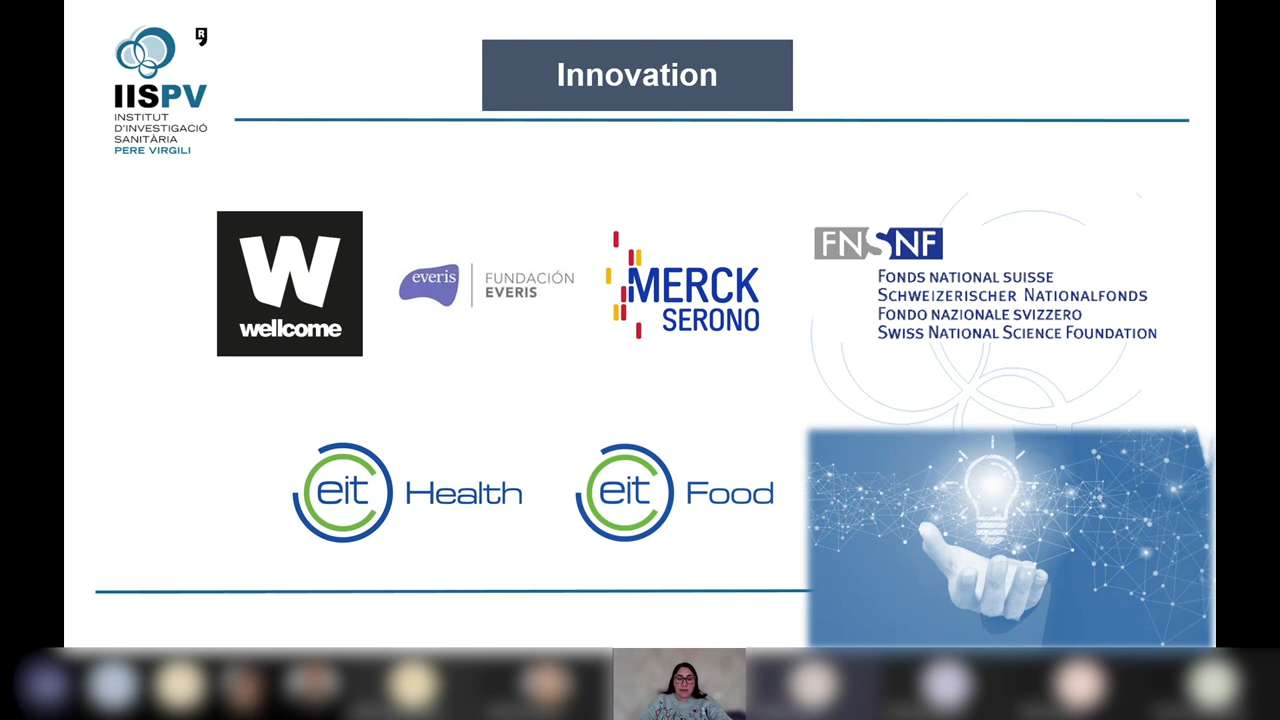 R
IISPV
INSTITUT
D'INVESTIGACIÓ
SANITÀRIA
PERE VIRGILI
Innovation
W
wellcome
everis
FUNDACIÓN
EVERIS
MERCK
SERONO
FNSNF
FONDS NATIONAL SUISSE
SCHWEIZERISCHER NATIONALFONDS
FONDO NAZIONALE SVIZZERO
SWISS NATIONAL SCIENCE FOUNDATION
eit Health
eit Food